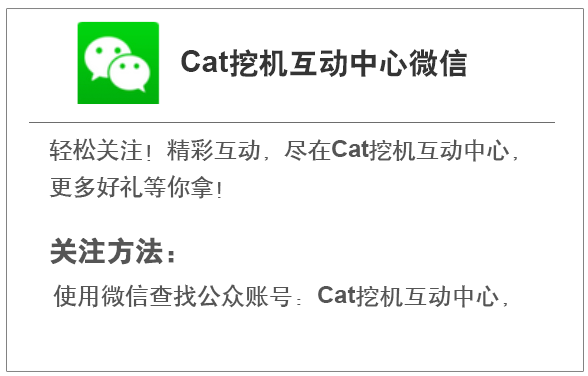 Cat挖机互动中心微信
轻松关注！精彩互动，尽在Cat挖机互动中心，
更多好礼等你拿！
关注方法：
使用微信查找公众账号：Cat挖机互动中心，